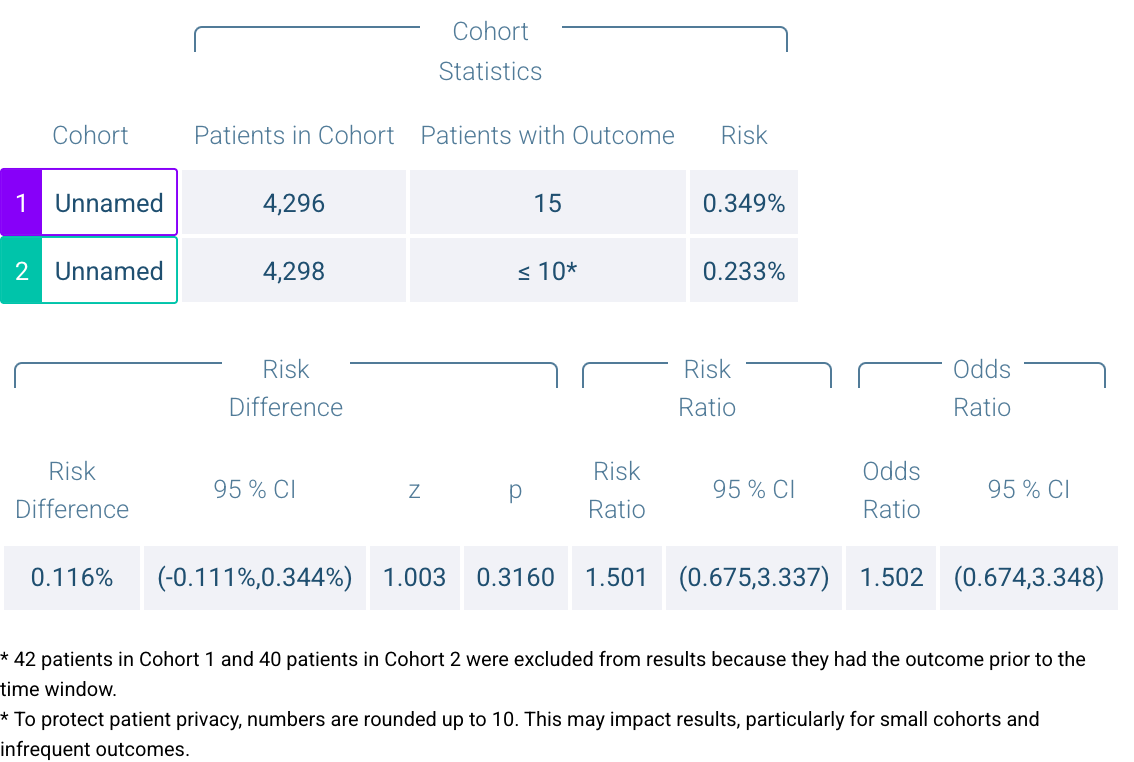 Cohort
Statistics
Cohort Patients in Cohort Patients with Outcome Risk
1 Unnamed 4,296 15 0.349%
2 Unnamed 4,298 ≤ 10* 0.233%
Risk Risk Odds
Difference Ratio Ratio
Risk Risk Odds
95 % CI z p 95 % CI 95 % CI
Difference Ratio Ratio
0.116% (-0.111%,0.344%) 1.003 0.3160 1.501 (0.675,3.337) 1.502 (0.674,3.348)
* 42 patients in Cohort 1 and 40 patients in Cohort 2 were excluded from results because they had the outcome prior to the
time window.
* To protect patient privacy, numbers are rounded up to 10. This may impact results, particularly for small cohorts and
infrequent outcomes.